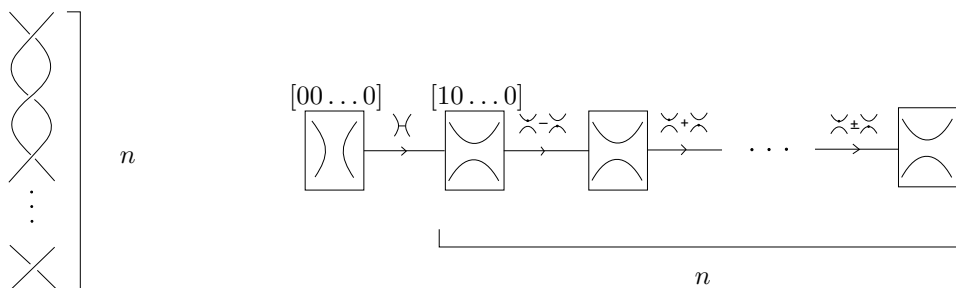 [00 . . . 0] [10 . . . 0]
− + ±
n . . .
n